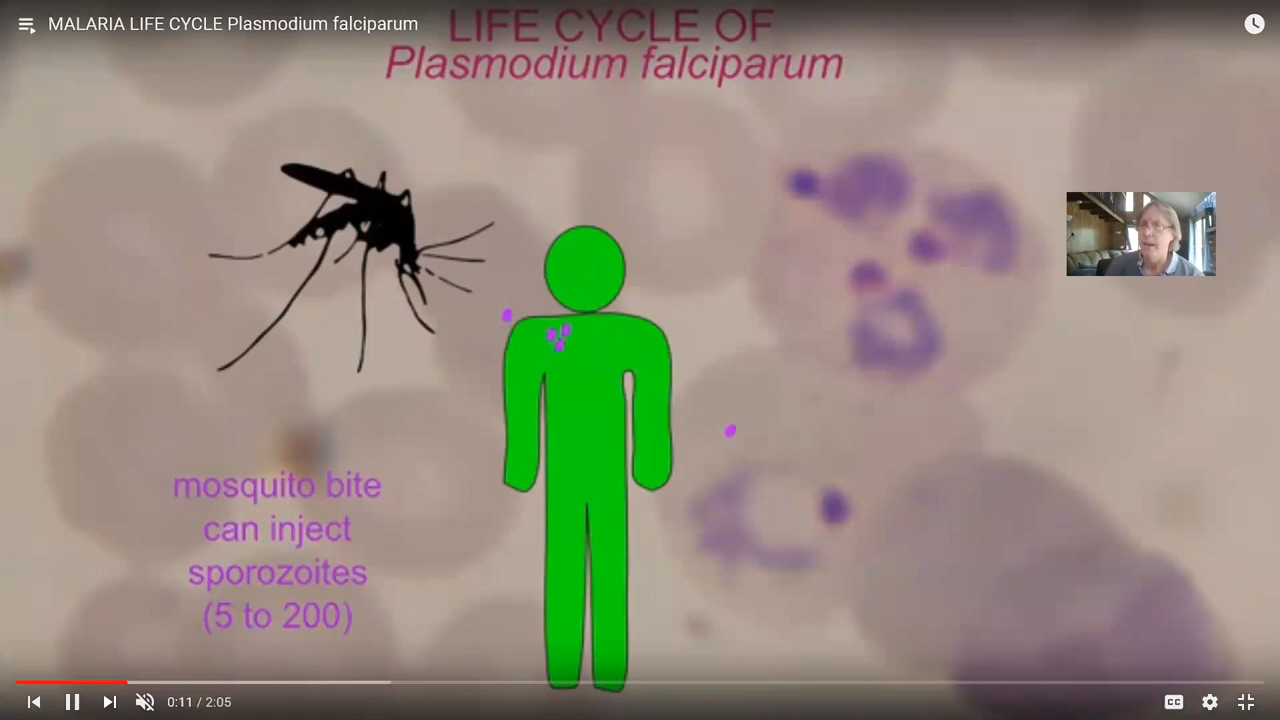 MALARIA LIFE CYCLE Plasmodium falciparum
LIFE CYCLE OF
Plasmodium falciparum
mosquito bite
can inject
sporozoites
(5 to 200)
0:11 / 2:05
CC